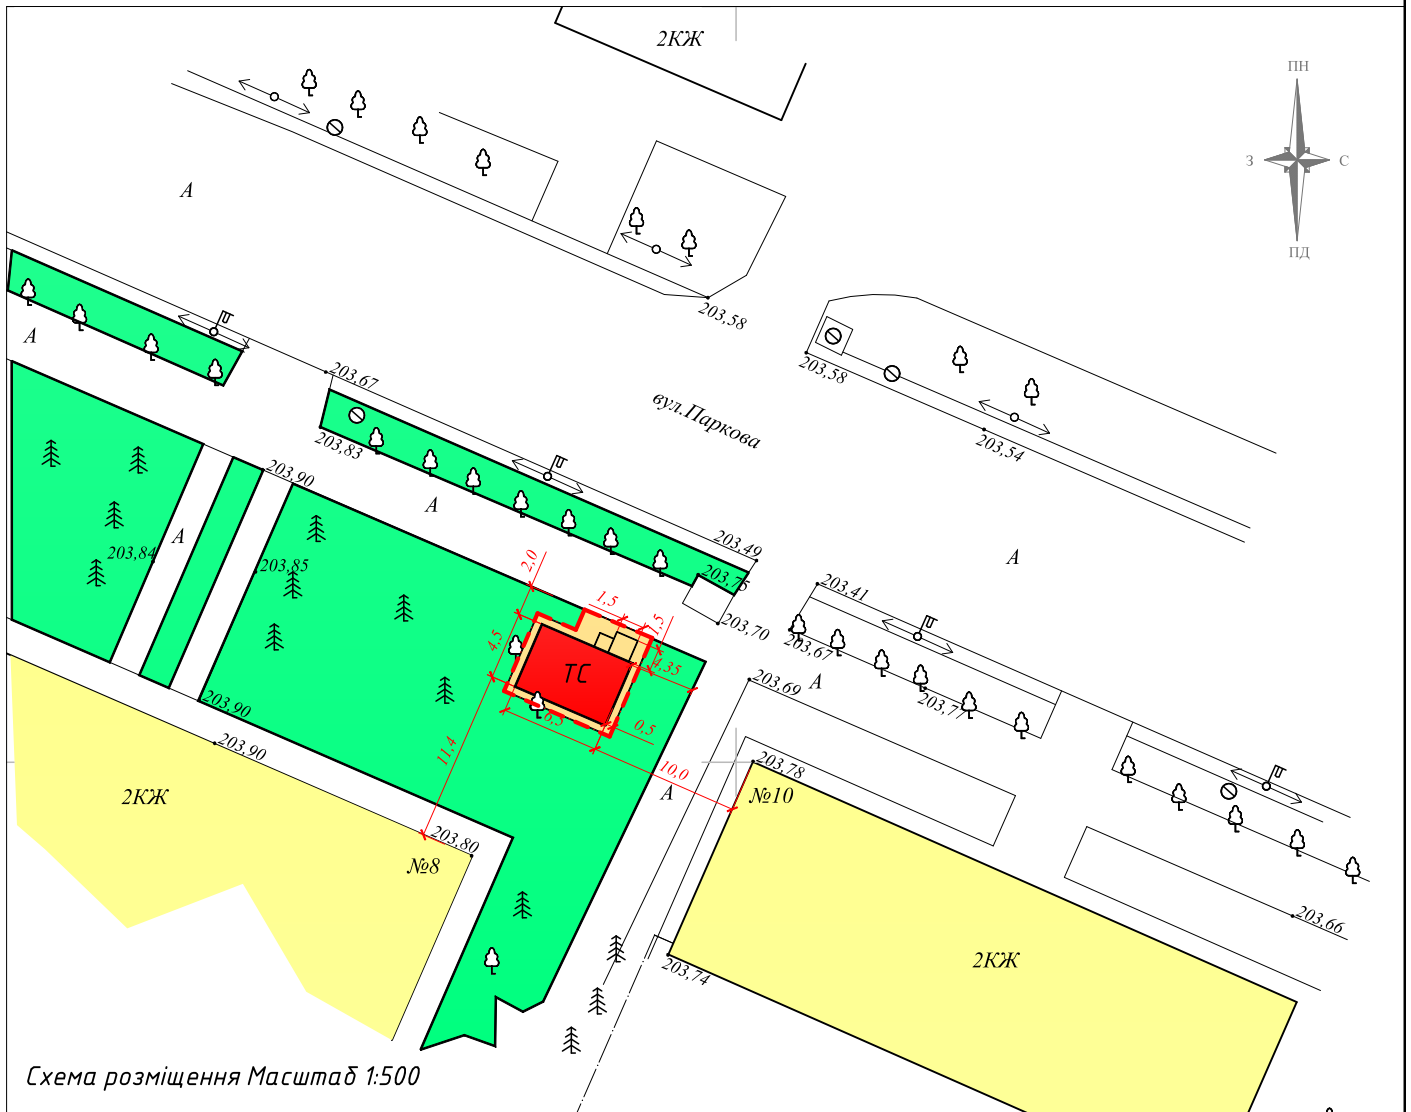 2КЖ
ПН
З
С
ПД
А
203,58
А
203,67
203,58
вул.Паркова
203,83
203,54
203,90
А
203,84
А
203,85
203,49
203,75
А
2,0
1,5
1,5
203,41
203,70
4,5
4,35
203,67
ТС
203,69
А
203,77
203,90
6,5
0,5
203,90
11,4
10,0
203,78
2КЖ
А
№10
203,80
№8
203,66
2КЖ
203,74
Схема розміщення Масштаб 1:500